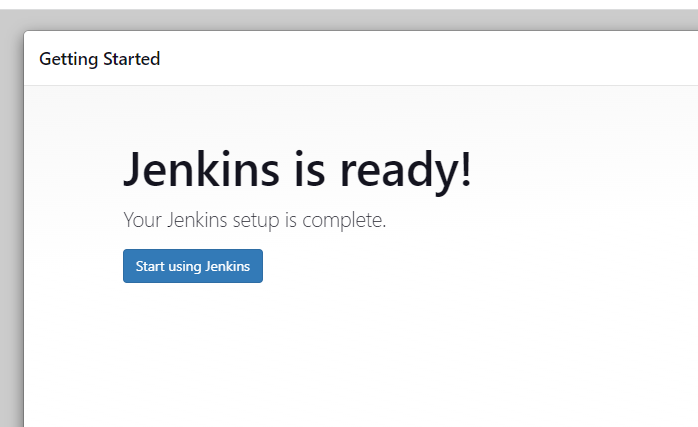 Getting Started
Jenkins is ready!
Your Jenkins setup is complete.
Start using Jenkins